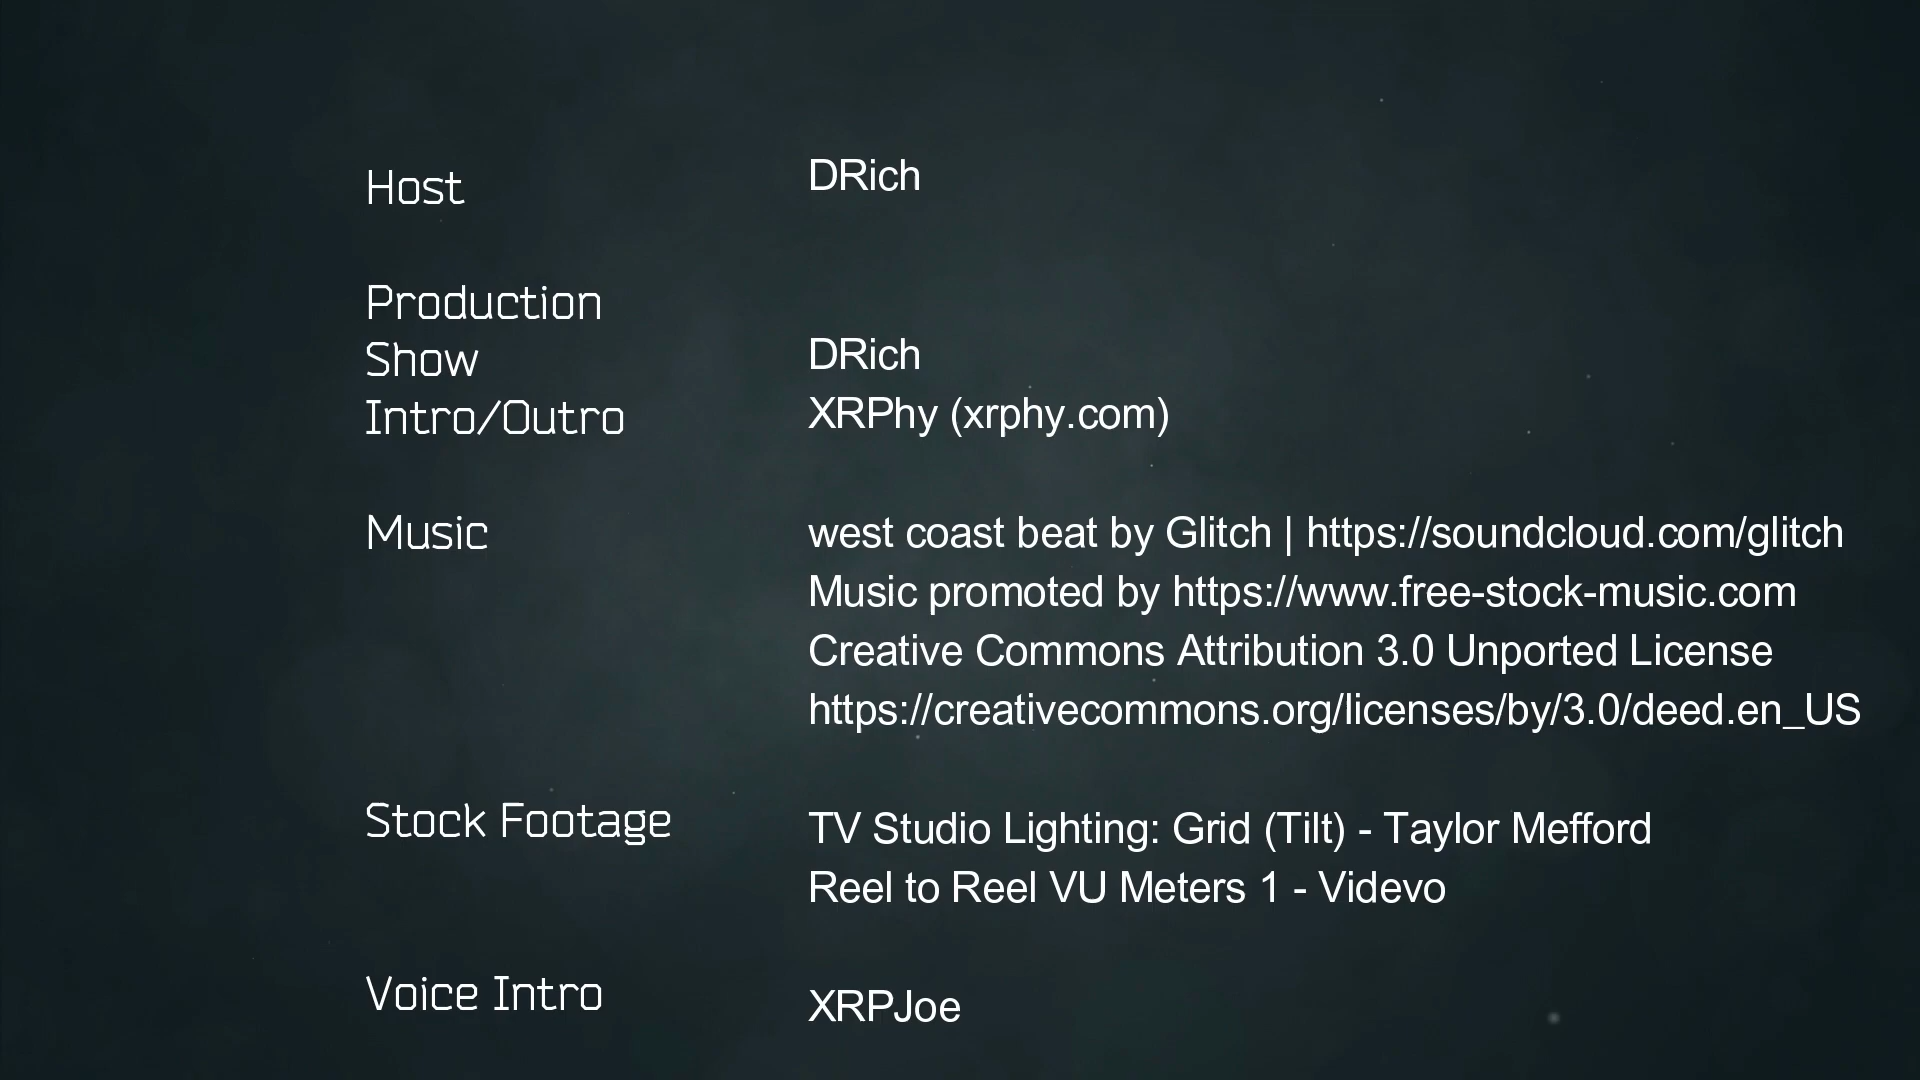 Host DRich
Production
Show DRich
Intro/Outro XRPhy (xrphy.com)
Music west coast beat by Glitch | https://soundcloud.com/glitch
Music promoted by https://www.free-stock-music.com
Creative Commons Attribution 3.0 Unported License
https://creativecommons.org/licenses/by/3.0/deed.en_US
Stock Footage TV Studio Lighting: Grid (Tilt) - Taylor Mefford
Reel to Reel VU Meters 1 - Videvo
Voice Intro XRPJoe